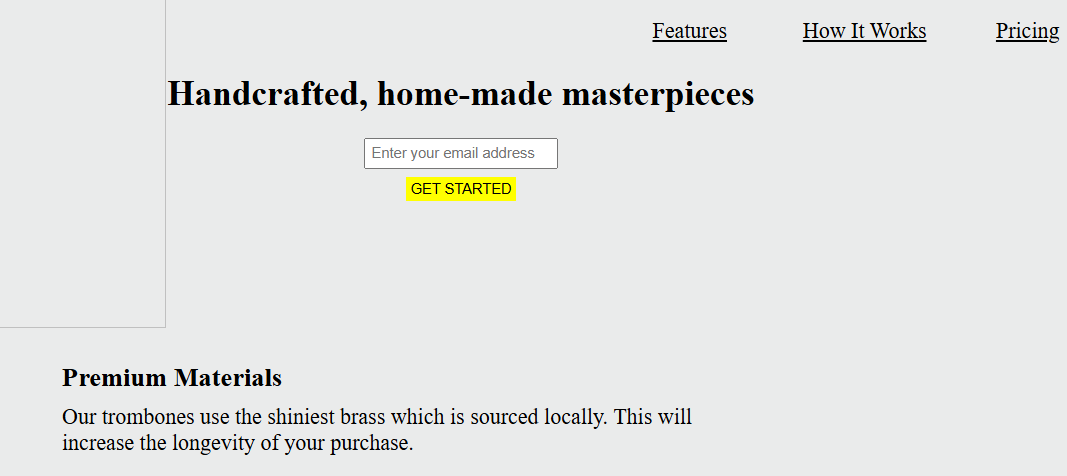 Features How It Works Pricing
Handcrafted, home-made masterpieces
Enter your email address
GET STARTED
Premium Materials
Our trombones use the shiniest brass which is sourced locally. This will
increase the longevity of your purchase.